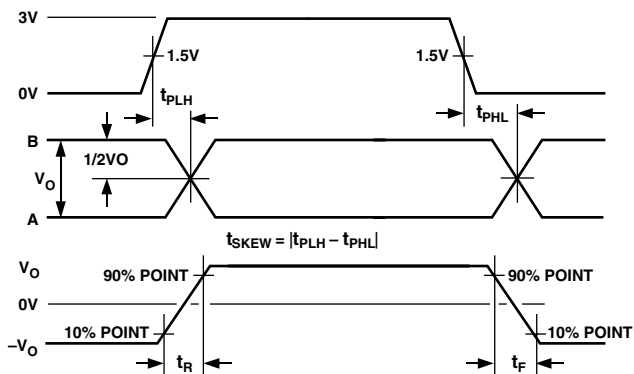 3V
1.5V
1.5V
0V
tPLH
tPHL
B
1/2VO
VO
A
tSKEW = |tPLH – tPHL|
VO
90% POINT
90% POINT
0V
10% POINT
10% POINT
–VO
tR
tF